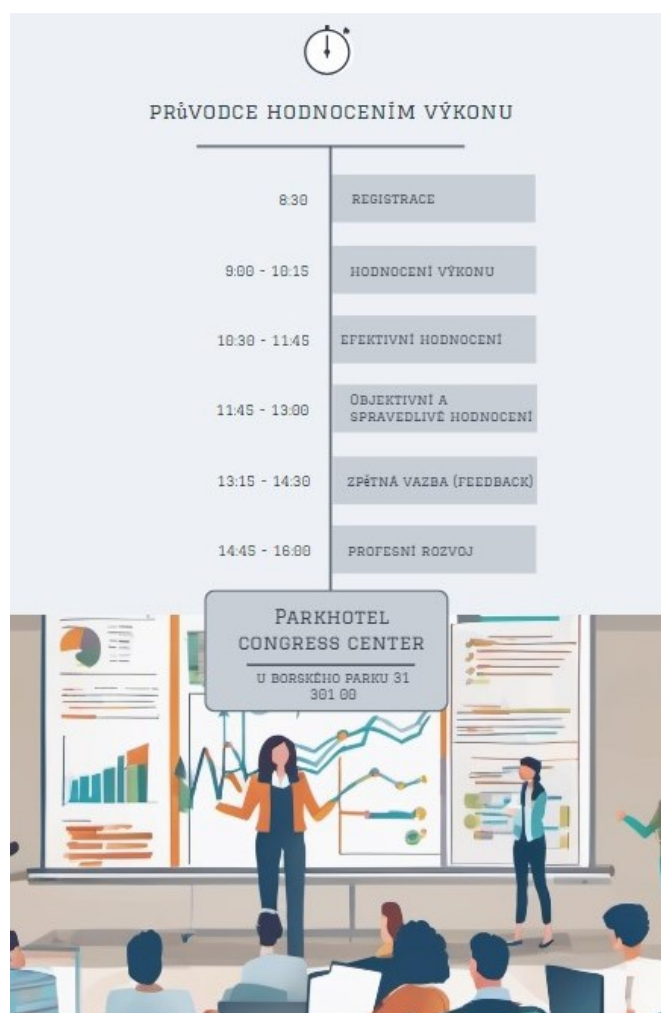 PRůVODCE HODNOCENÍM VÝKONU
8:30 REGISTRACE
9:00 - 10:15 HODNOCENÍ VÝKONU
10:30 - 11:45 EFEKTIVNÍ HODNOCENÍ
11:45 - 13:00 OBJEKTIVNÍ A
SPRAVEDLIVÉ HODNOCENÍ
13:15 - 14:30 ZPěTNÁ VAZBA (FEEDBACK)
14:45 - 16:00 PROFESNÍ ROZVOJ
PARKHOTEL
CONGRESS CENTER
U BORSKÉHO PARKU 31
301 00